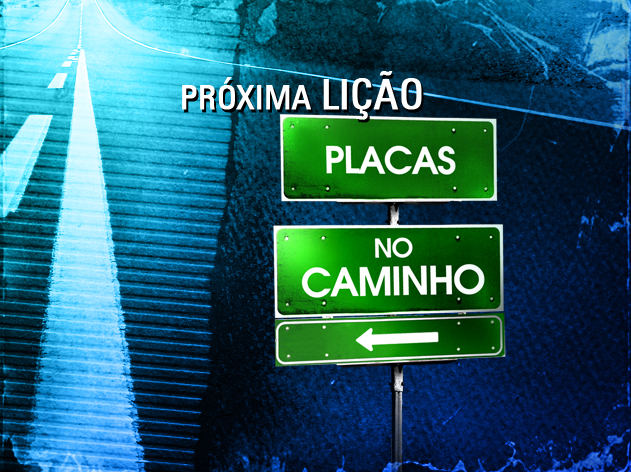 PRÓXIMA LIÇÃO
PLACAS
NO
CAMINHO